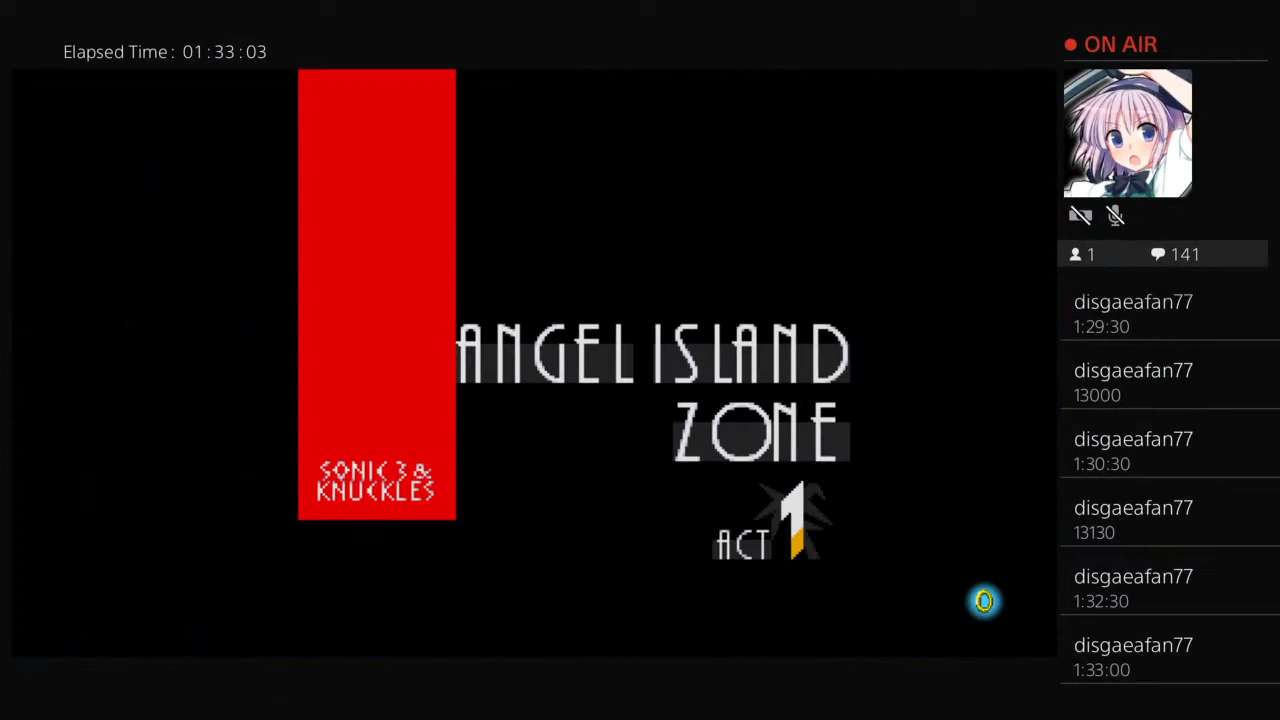 Elapsed Time: 01:33:03
ON AIR
SONIC 3 &
KNUCKLES
ANGEL ISLAND
ZONE
ACT 1
1
141
disgaeafan77
1:29:30
disgaeafan77
13000
disgaeafan77
1:30:30
disgaeafan77
13130
disgaeafan77
1:32:30
disgaeafan77
1:33:00